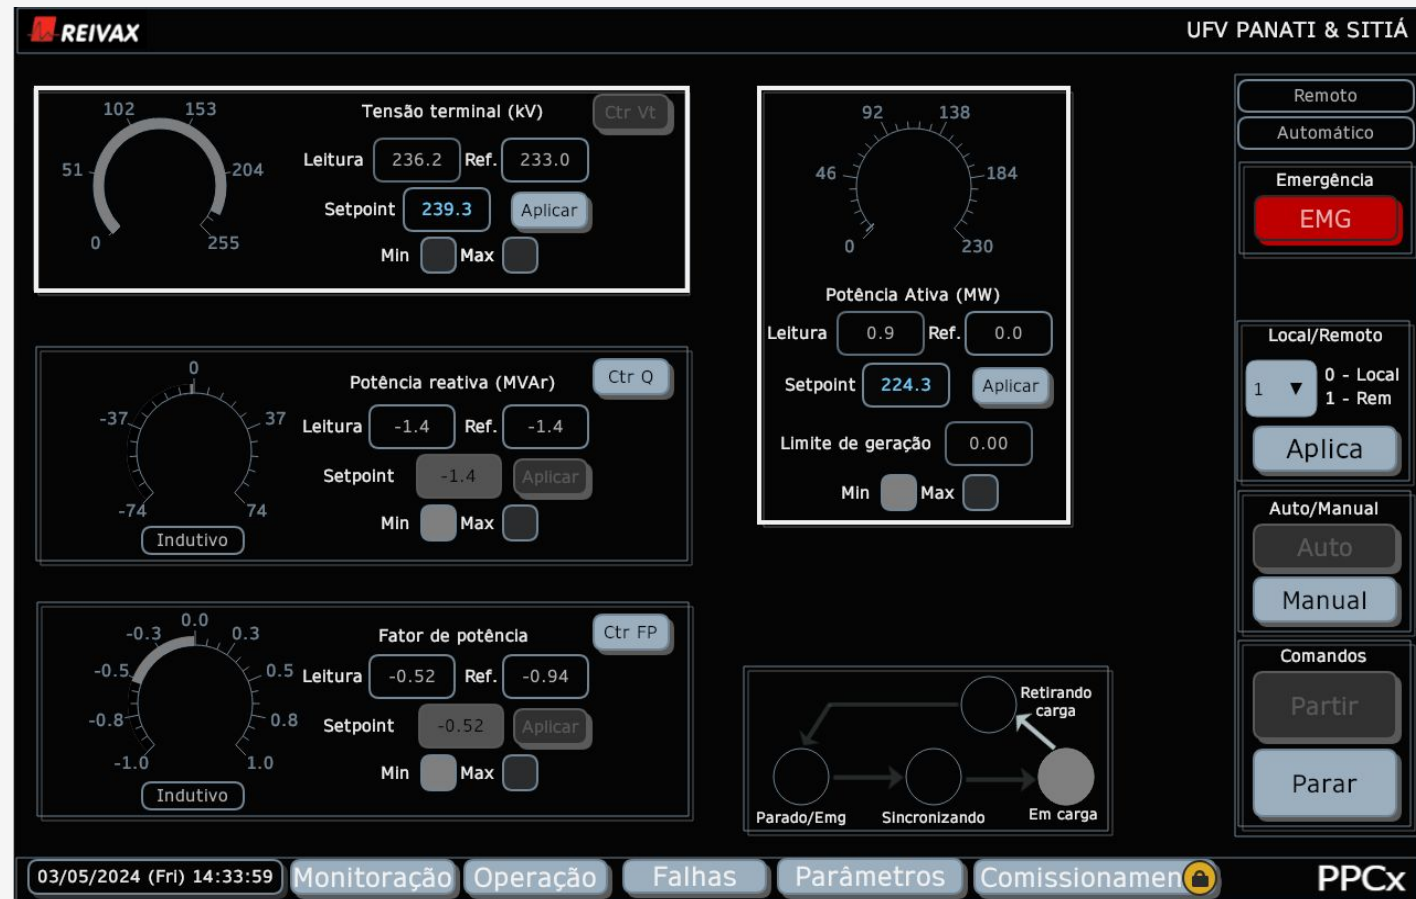 REIVAX
UFV PANATI & SITIÁ
102 153
51 204
0 255
Tensão terminal (kV)
Ctr Vt
Leitura 236.2 Ref. 233.0
Setpoint 239.3 Aplicar
Min Max
0
-37 37
-74 74
Indutivo
Potência reativa (MVAr)
Ctr Q
Leitura -1.4 Ref. -1.4
Setpoint -1.4 Aplicar
Min Max
0.0
-0.3 0.3
-0.5 0.5
-0.8 0.8
-1.0 1.0
Indutivo
Fator de potência
Ctr FP
Leitura -0.52 Ref. -0.94
Setpoint -0.52 Aplicar
Min Max
92 138
46 184
0 230
Potência Ativa (MW)
Leitura 0.9 Ref. 0.0
Setpoint 224.3 Aplicar
Limite de geração 0.00
Min Max
Retirando
carga
Parado/Emg Sincronizando Em carga
Remoto
Automático
Emergência
EMG
Local/Remoto
1 ▼ 0 - Local
1 - Rem
Aplica
Auto/Manual
Auto
Manual
Comandos
Partir
Parar
03/05/2024 (Fri) 14:33:59 Monitoração Operação Falhas Parâmetros Comissionamen PPCx